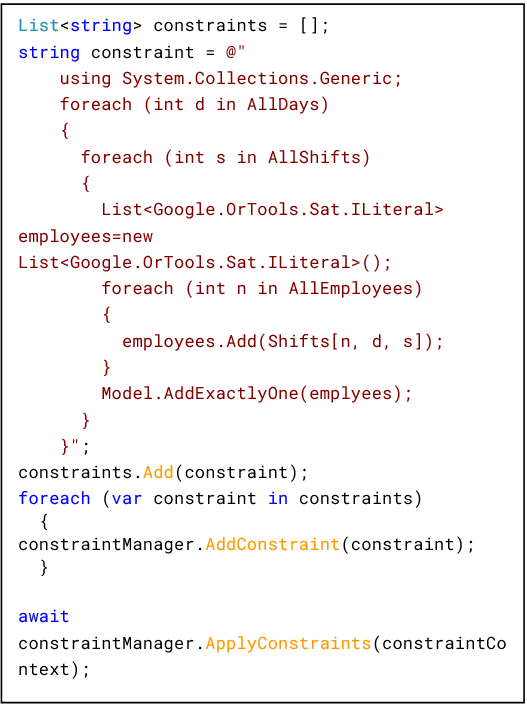 List<string> constraints = [];
string constraint = @"
    using System.Collections.Generic;
    foreach (int d in AllDays)
    {
      foreach (int s in AllShifts)
      {
        List<Google.OrTools.Sat.ILiteral>
employees=new
List<Google.OrTools.Sat.ILiteral>();
        foreach (int n in AllEmployees)
        {
          employees.Add(Shifts[n, d, s]);
        }
        Model.AddExactlyOne(emplyees);
      }
    }";
constraints.Add(constraint);
foreach (var constraint in constraints)
  {
constraintManager.AddConstraint(constraint);
  }

await
constraintManager.ApplyConstraints(constraintCo
ntext);